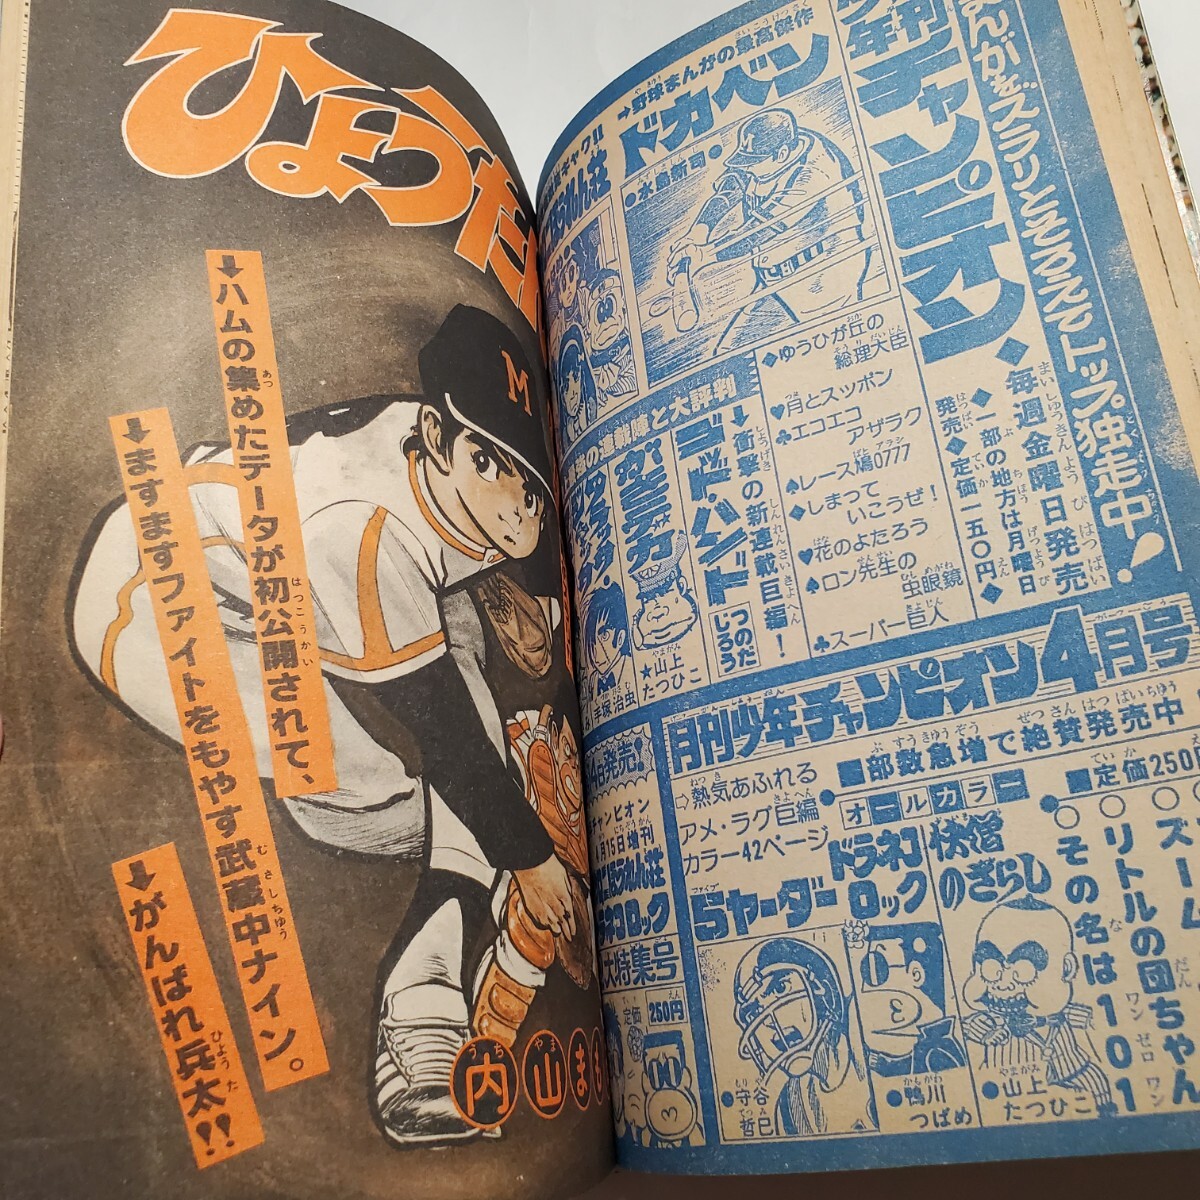 ひょうた
➡ハムの集めたデータが初公開されて、
➡ますますファイトをもやす武蔵中ナイン。
➡がんばれ兵太!!
内山まも
まんがをズラリとそろえてトップ独走中!
チャンピオン
◆毎週金曜日発売
◆一部の地方は月曜日発売◆定価一五〇円◆
➡野球まんがの最高傑作
ドカベン
●水島新司●
◆ゆうひが丘の総理大臣
♥月とスッポン
♣エコエコアザラク
♠レース鳩0777
◆しまっていこうぜ!
♥花のよたろう
♠ロン先生の虫眼鏡
♣スーパー巨人
➡衝撃の新連載巨編!
ゴッド・ハンド
つのだじろう
の連載陣と大評判
★山上たつひこ
手塚治虫
月刊少年チャンピオン4月号
■部数急増で絶賛発売中
■定価250円
⇨熱気あふれるアメ・ラグ巨編カラー42ページ
オールカラー
5ヤーダー
●守谷哲巳
ドラネコロック
●鴨川つばめ
快僧のざらし
●山上たつひこ
○ズーム
○リトルの団ちゃん
○その名は101
4日発売!
チャンピオン
4月15日増刊
大特集号
定価250円